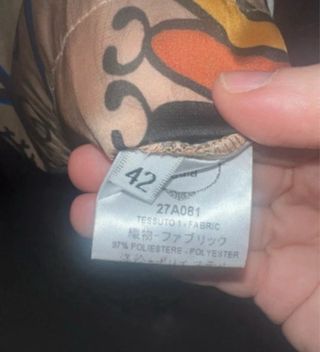 42
27A081
TESSUTO 1 - FABRIC
織物-ファブリック
97% POLIESTERE - POLYESTER